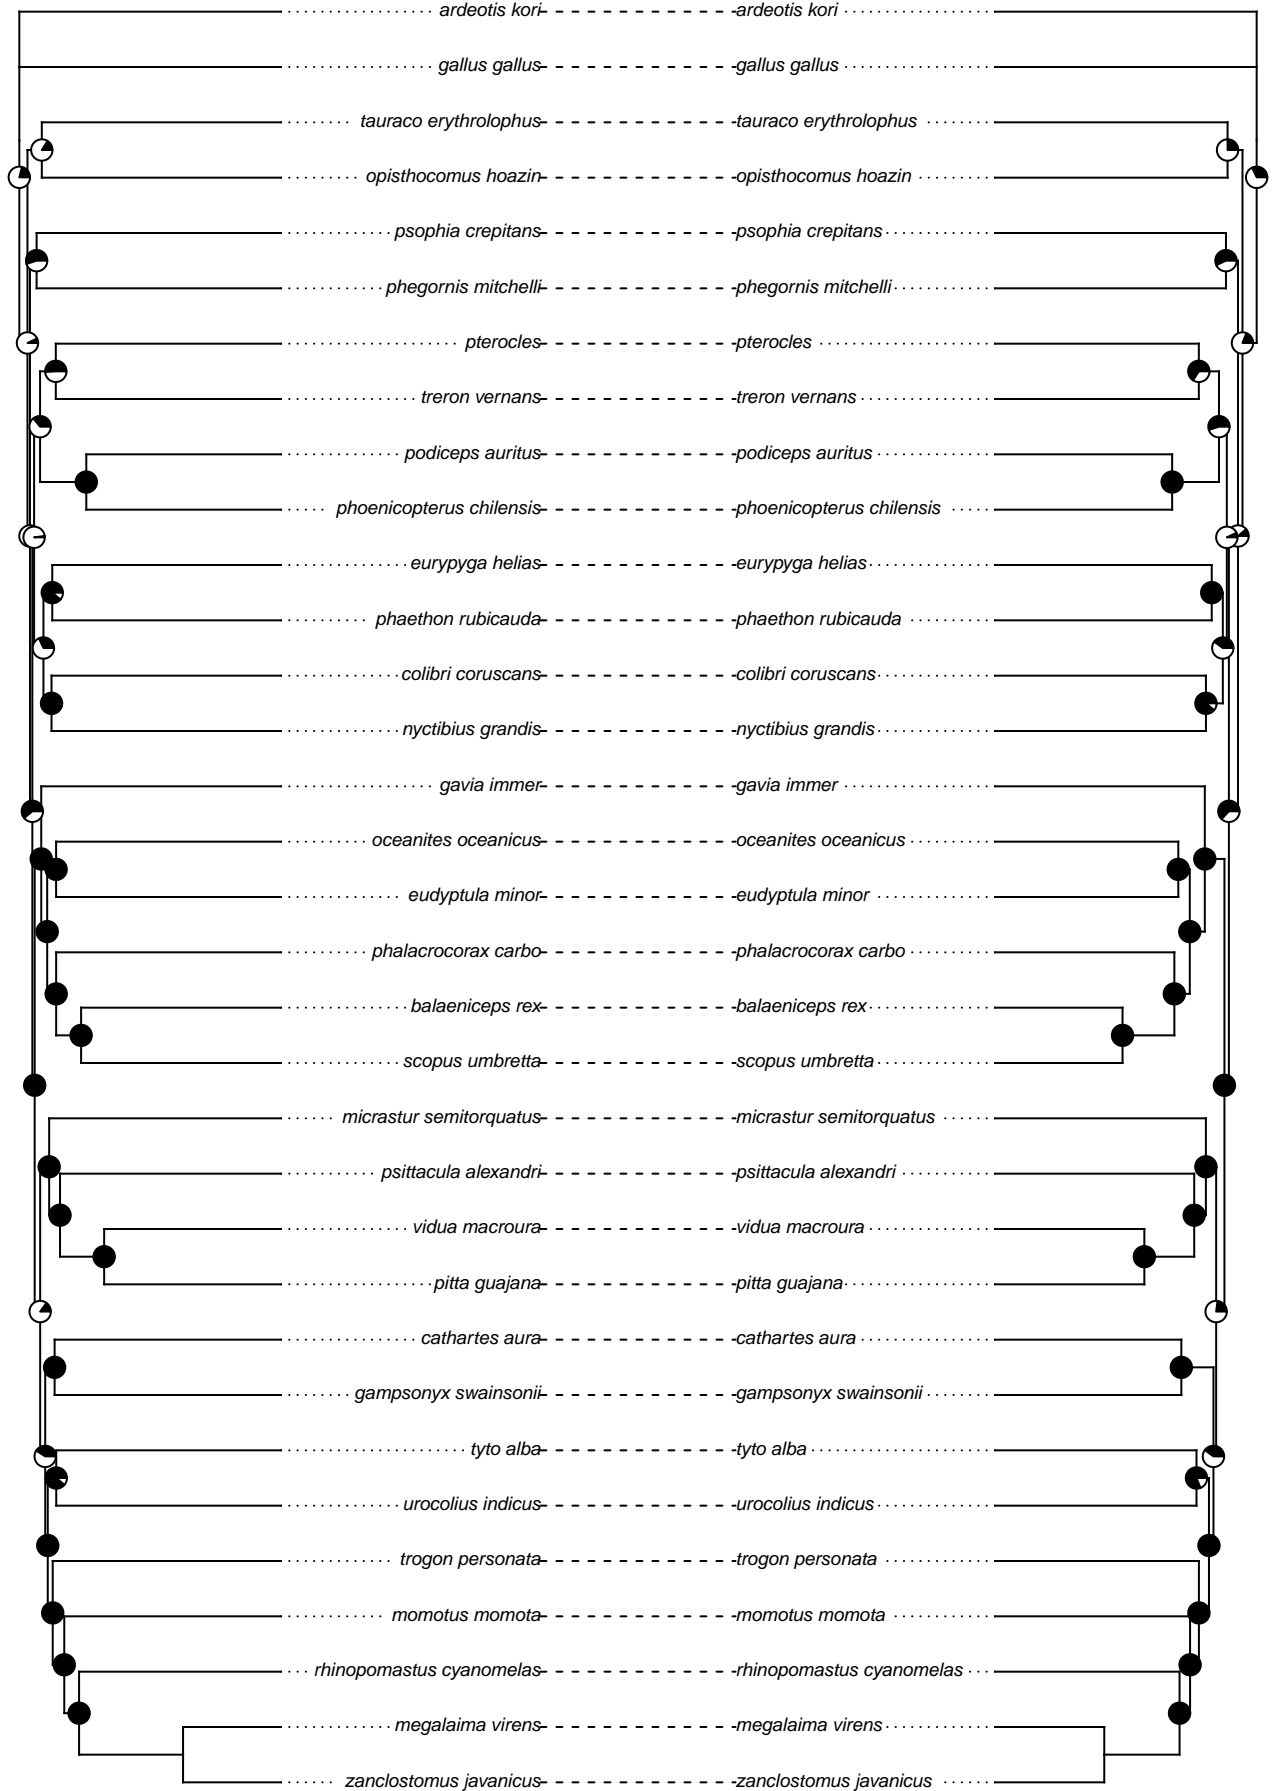 ardeotis kori ardeotis kori
gallus gallus gallus gallus
tauraco erythrolophus tauraco erythrolophus
opisthocomus hoazin opisthocomus hoazin
psophia crepitans psophia crepitans
phegornis mitchelli phegornis mitchelli
pterocles pterocles
treron vernans treron vernans
podiceps auritus podiceps auritus
phoenicopterus chilensis phoenicopterus chilensis
eurypyga helias eurypyga helias
phaethon rubicauda phaethon rubicauda
colibri coruscans colibri coruscans
nyctibius grandis nyctibius grandis
gavia immer gavia immer
oceanites oceanicus oceanites oceanicus
eudyptula minor eudyptula minor
phalacrocorax carbo phalacrocorax carbo
balaeniceps rex balaeniceps rex
scopus umbretta scopus umbretta
micrastur semitorquatus micrastur semitorquatus
psittacula alexandri psittacula alexandri
vidua macroura vidua macroura
pitta guajana pitta guajana
cathartes aura cathartes aura
gampsonyx swainsonii gampsonyx swainsonii
tyto alba tyto alba
urocolius indicus urocolius indicus
trogon personata trogon personata
momotus momota momotus momota
rhinopomastus cyanomelas rhinopomastus cyanomelas
megalaima virens megalaima virens
zanclostomus javanicus zanclostomus javanicus